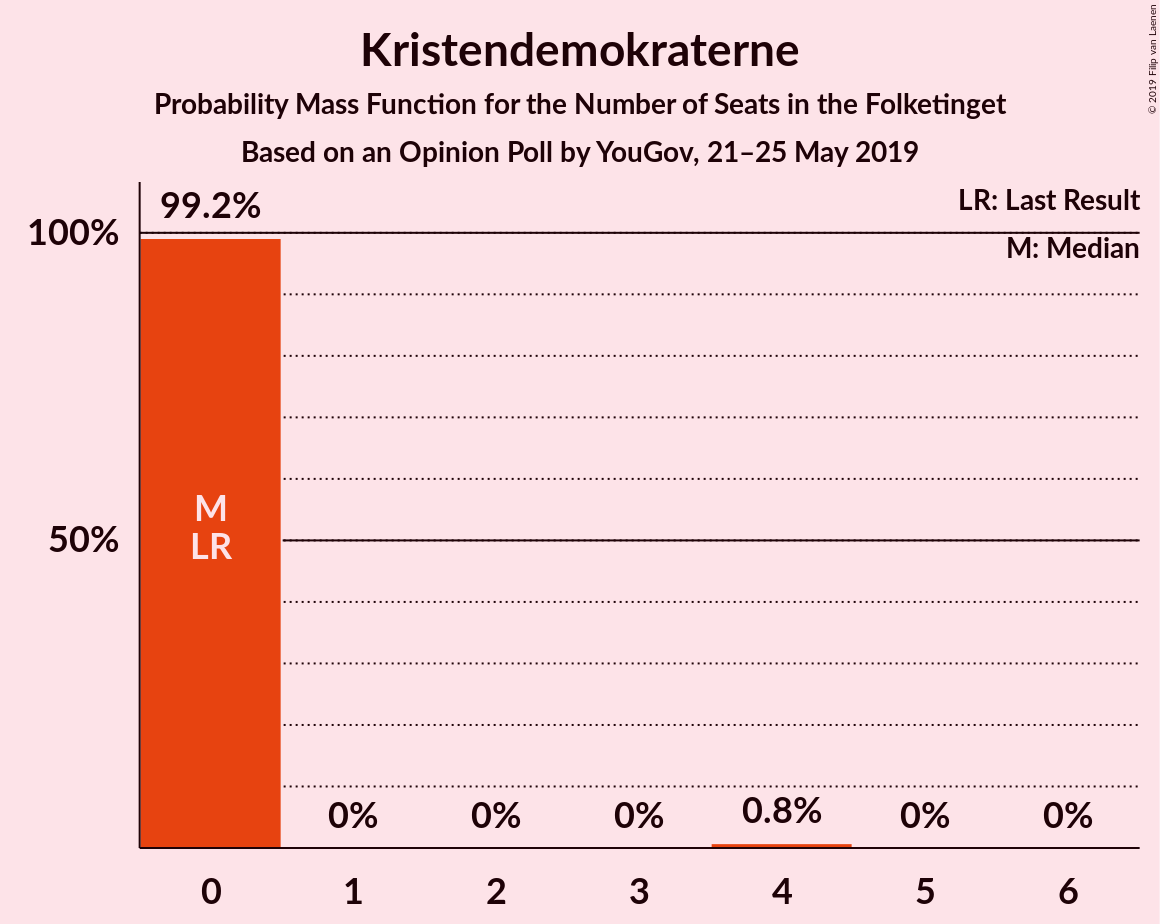 Kristendemokraterne
Probability Mass Function for the Number of Seats in the Folketinget
Based on an Opinion Poll by YouGov, 21–25 May 2019
© 2019 Filip van Laenen
LR: Last Result
M: Median
99.2%
100%
50%
M
LR
0%
0%
0%
0.8%
0%
0%
0
1
2
3
4
5
6